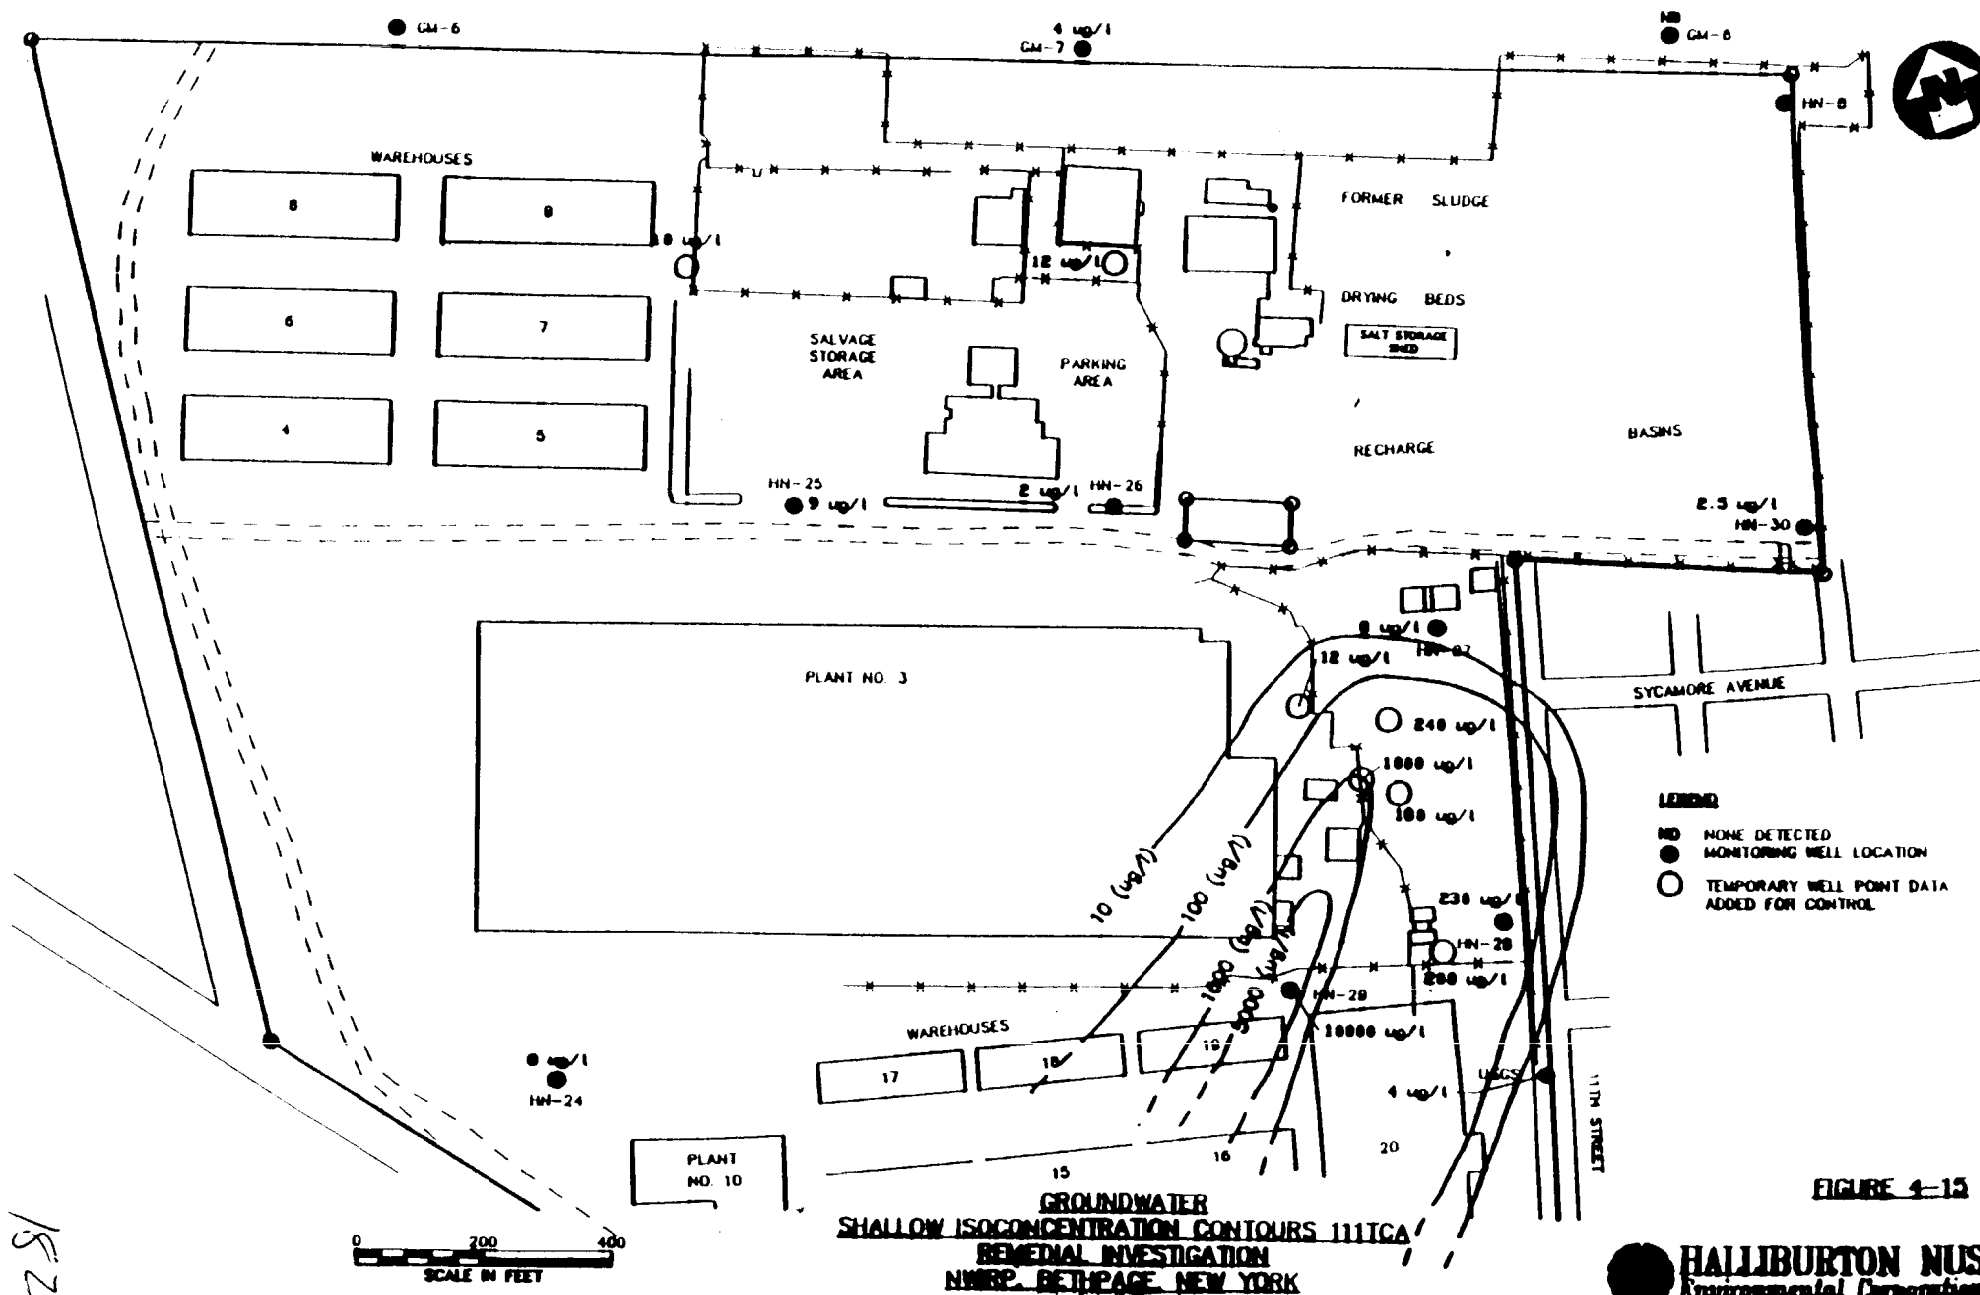 GM-6
4 ug/l
GM-7
ND
GM-8
HN-8
N
WAREHOUSES
8
9
6
7
4
5
12 ug/l
FORMER SLUDGE
DRYING BEDS
SALT STORAGE
SHED
SALVAGE
STORAGE
AREA
PARKING
AREA
RECHARGE
BASINS
HN-25
9 ug/l
2 ug/l
HN-26
2.5 ug/l
HN-30
PLANT NO. 3
12 ug/l
SYCAMORE AVENUE
240 ug/l
1000 ug/l
100 ug/l
10 (ug/l)
100 (ug/l)
1000 (ug/l)
5000 (ug/l)
HN-28
HN-29
10000 ug/l
USGS
4 ug/l
11TH STREET
LEGEND
ND NONE DETECTED
MONITORING WELL LOCATION
TEMPORARY WELL POINT DATA
ADDED FOR CONTROL
WAREHOUSES
17
18
19
HN-24
PLANT
NO. 10
15
16
20
0 200 400
SCALE IN FEET
GROUNDWATER
SHALLOW ISOCONCENTRATION CONTOURS 111TCA
REMEDIAL INVESTIGATION
NWIRP, BETHPAGE, NEW YORK
FIGURE 4-15
HALLIBURTON NUS
Environmental Corporation